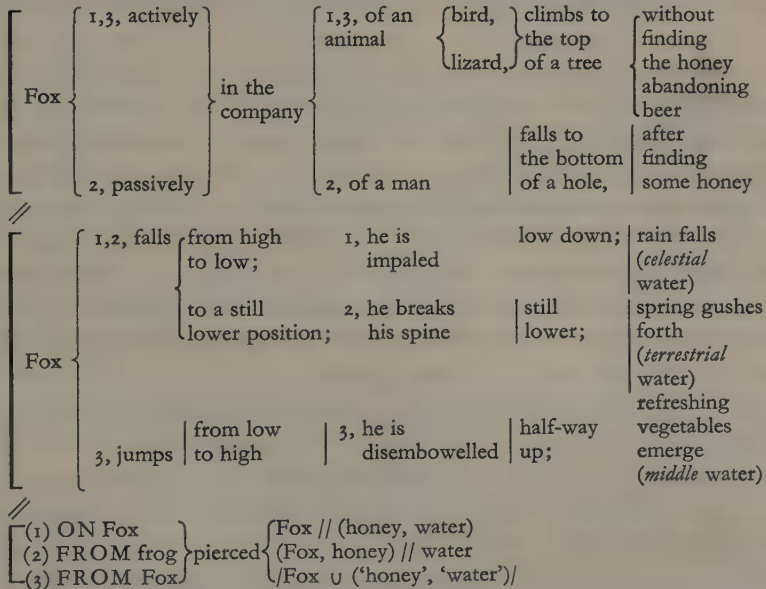 1,3, actively 1,3, of an bird, climbs to without
animal the top finding
lizard, of a tree the honey
Fox in the abandoning
company beer
falls to after
the bottom finding
2, passively 2, of a man of a hole, some honey
//
1,2, falls from high 1, he is low down; rain falls
to low; impaled (celestial
water)
to a still 2, he breaks still spring gushes
lower position; his spine lower; forth
Fox (terrestrial
water)
refreshing
from low 3, he is half-way vegetables
3, jumps to high disembowelled up; emerge
(middle water)
//
(1) ON Fox Fox // (honey, water)
(2) FROM frog pierced (Fox, honey) // water
(3) FROM Fox /Fox ∪ (‘honey’, ‘water’)/